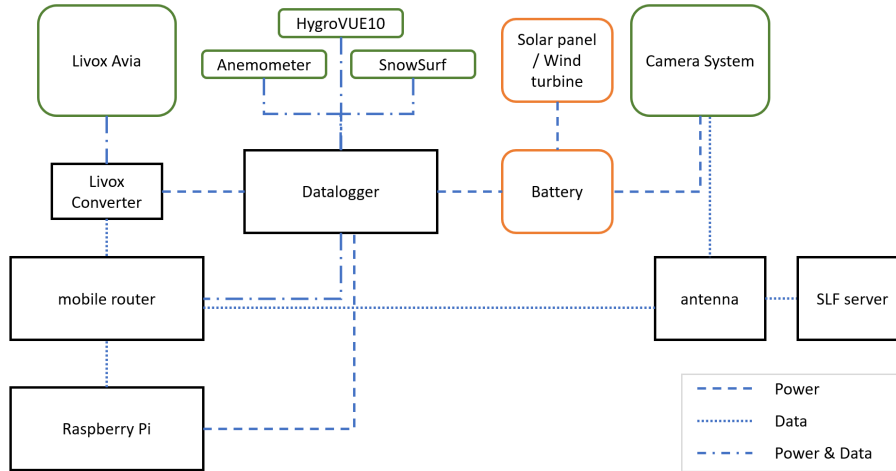 HygroVUE10
Livox Avia
Anemometer
SnowSurf
Solar panel
/ Wind
turbine
Camera System
Livox
Converter
Datalogger
Battery
mobile router
antenna
SLF server
Raspberry Pi
Power
Data
Power & Data